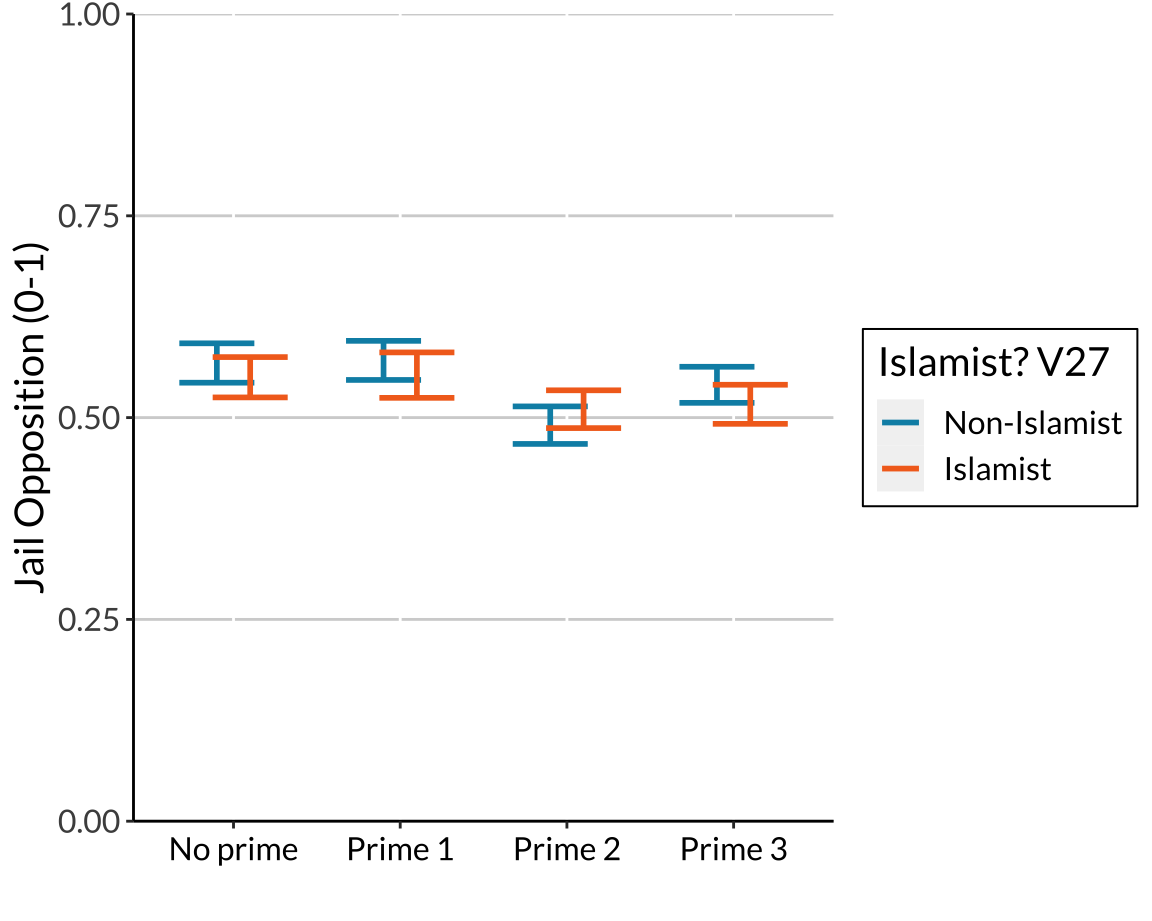 1.00
0.75
0.50
0.25
0.00
Jail Opposition (0-1)
No prime
Prime 1
Prime 2
Prime 3
Islamist? V27
Non-Islamist
Islamist